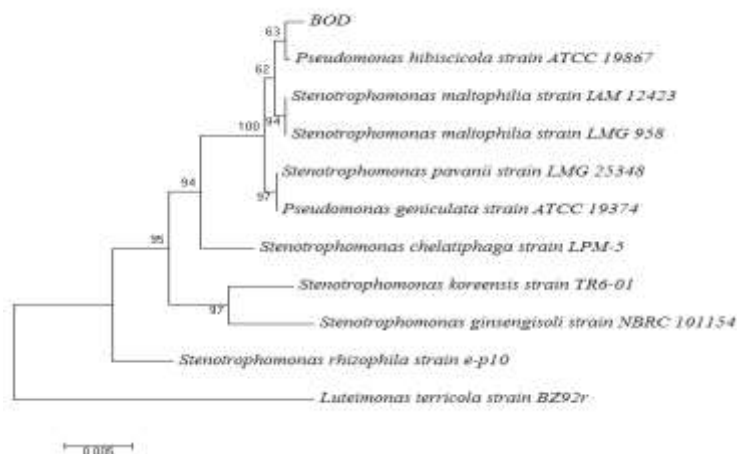 BOD
63
Pseudomonas hibiscicola strain ATCC 19867
62
Stenotrophomonas maltophilia strain IAM 12423
94
100
Stenotrophomonas maltophilia strain LMG 958
Stenotrophomonas pavanii strain LMG 25348
94
97
Pseudomonas geniculata strain ATCC 19374
95
Stenotrophomonas chelatiphaga strain LPM-5
Stenotrophomonas koreensis strain TR6-01
97
Stenotrophomonas ginsengisoli strain NBRC 101154
Stenotrophomonas rhizophila strain e-p10
Luteimonas terricola strain BZ92r
0.005